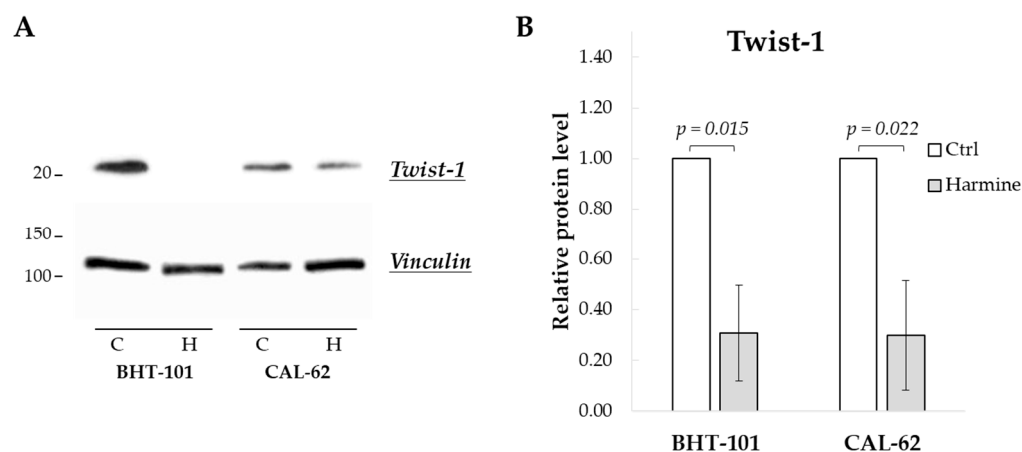 A
20
Twist-1
150
Vinculin
100
C H C H
BHT-101 CAL-62
B
Twist-1
Relative protein level
1.40
1.20
1.00
0.80
0.60
0.40
0.20
0.00
p = 0.015
p = 0.022
Ctrl
Harmine
BHT-101 CAL-62